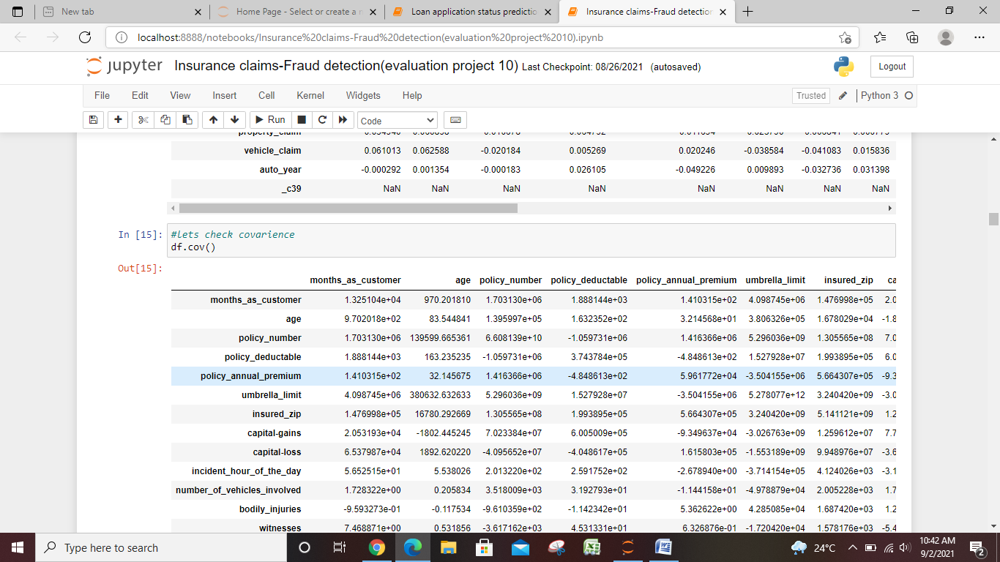 New tab
Home Page - Select or create a n
Loan application status predictio
Insurance claims-Fraud detection
localhost:8888/notebooks/Insurance%20claims-Fraud%20detection(evaluation%20project%2010).ipynb
jupyter Insurance claims-Fraud detection(evaluation project 10) Last Checkpoint: 08/26/2021 (autosaved)
Logout
File Edit View Insert Cell Kernel Widgets Help
Trusted Python 3
Run Code
property_claim
vehicle_claim 0.061013 0.062588 -0.020184 0.005269 0.020246 -0.038584 -0.041083 0.015836
auto_year -0.000292 0.001354 -0.000183 0.026105 -0.049226 0.009893 -0.032736 0.031398
_c39 NaN NaN NaN NaN NaN NaN NaN NaN
In [15]: #lets check covarience
df.cov()
Out[15]:
months_as_customer age policy_number policy_deductable policy_annual_premium umbrella_limit insured_zip ca
months_as_customer 1.325104e+04 970.201810 1.703130e+06 1.888144e+03 1.410315e+02 4.098745e+06 1.476998e+05 2.0
age 9.702018e+02 83.544841 1.395997e+05 1.632352e+02 3.214568e+01 3.806326e+05 1.678029e+04 -1.8
policy_number 1.703130e+06 139599.665361 6.608139e+10 -1.059731e+06 1.416366e+06 5.296036e+09 1.305565e+08 7.0
policy_deductable 1.888144e+03 163.235235 -1.059731e+06 3.743784e+05 -4.848613e+02 1.527928e+07 1.993895e+05 6.0
policy_annual_premium 1.410315e+02 32.145675 1.416366e+06 -4.848613e+02 5.961772e+04 -3.504155e+06 5.664307e+05 -9.3
umbrella_limit 4.098745e+06 380632.632633 5.296036e+09 1.527928e+07 -3.504155e+06 5.278077e+12 3.240420e+09 -3.0
insured_zip 1.476998e+05 16780.292669 1.305565e+08 1.993895e+05 5.664307e+05 3.240420e+09 5.141121e+09 1.2
capital-gains 2.053193e+04 -1802.445245 7.023384e+07 6.005009e+05 -9.349637e+04 -3.026763e+09 1.259612e+07 7.7
capital-loss 6.537987e+04 1892.620220 -4.095652e+07 -4.048617e+05 1.615803e+05 -1.553189e+09 9.948976e+07 -3.6
incident_hour_of_the_day 5.652515e+01 5.538026 2.013220e+02 2.591752e+02 -2.678940e+00 -3.714154e+05 4.124026e+03 -3.1
number_of_vehicles_involved 1.728322e+00 0.205834 3.518009e+03 3.192793e+01 -1.144158e+01 -4.978879e+04 2.005228e+03 1.7
bodily_injuries -9.593273e-01 -0.117534 -9.610359e+02 -1.142342e+01 5.362622e+00 4.285085e+04 1.687420e+03 1.2
witnesses 7.468871e+00 0.531856 -3.617162e+03 4.531331e+01 6.326876e-01 -1.720420e+04 1.578176e+03 -5.4
Type here to search
24°C
10:42 AM
9/2/2021
2